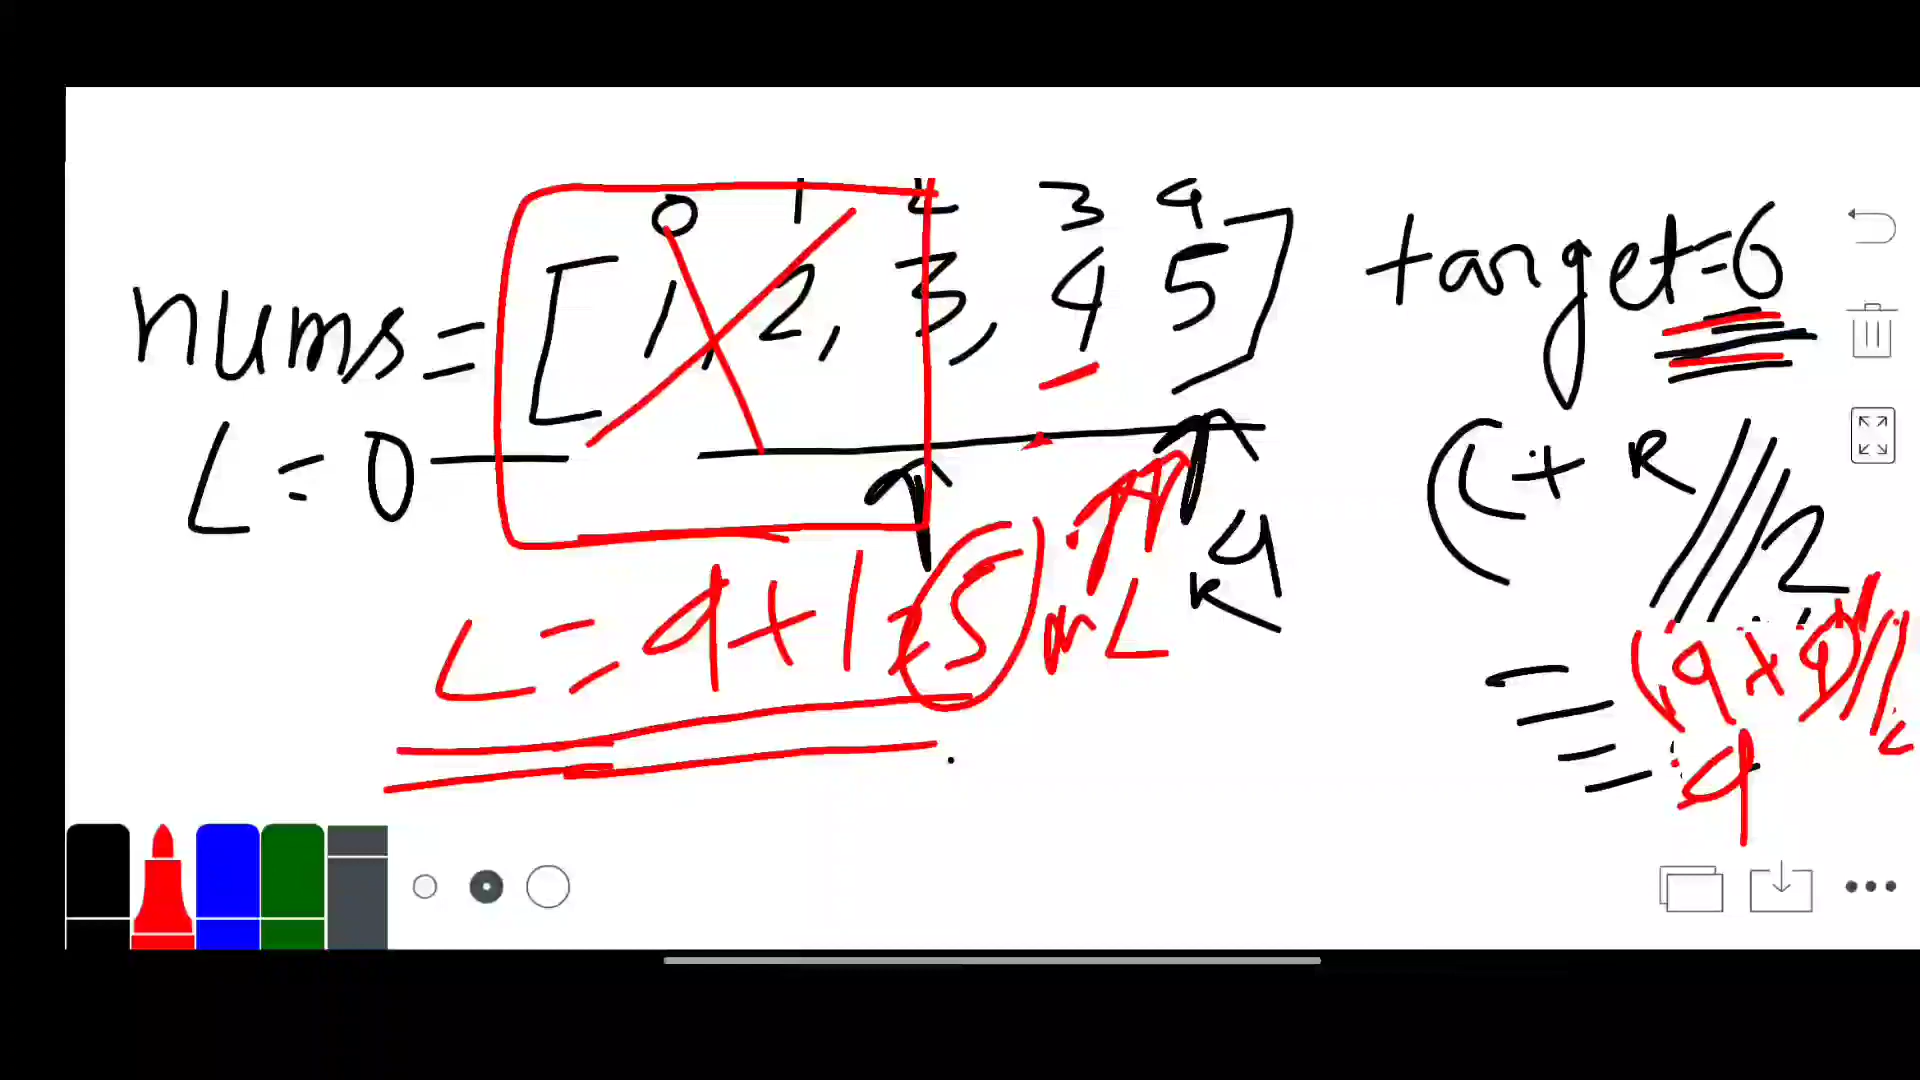 0 1 2 3 4
nums = [1, 2, 3, 4 5] target = 6
L = 0
(L + R // 2
4
R
L = 4 + 1 = 5 m L
= (4 + 4) // 2
= 4